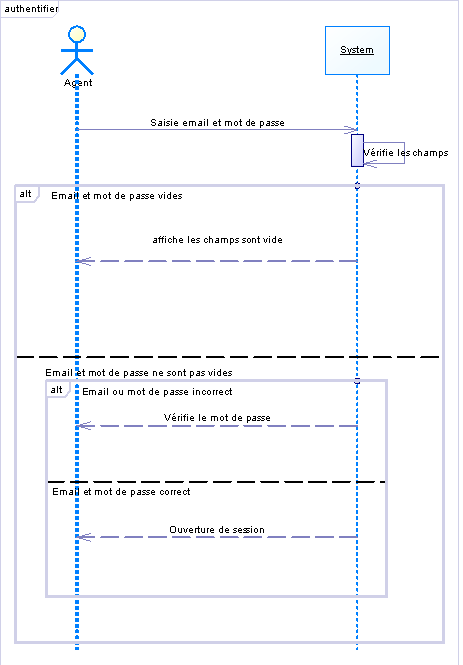 authentifier
System
Agent
Saisie email et mot de passe
Vérifie les champs
alt
Email et mot de passe vides
affiche les champs sont vide
Email et mot de passe ne sont pas vides
alt
Email ou mot de passe incorrect
Vérifie le mot de passe
Email et mot de passe correct
Ouverture de session